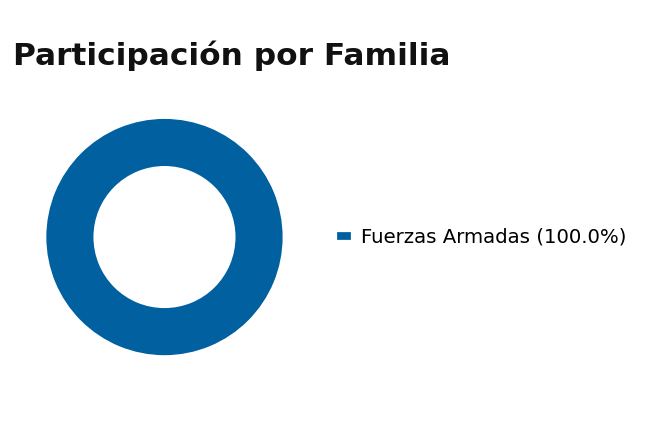 Participación por Familia
Fuerzas Armadas (100.0%)